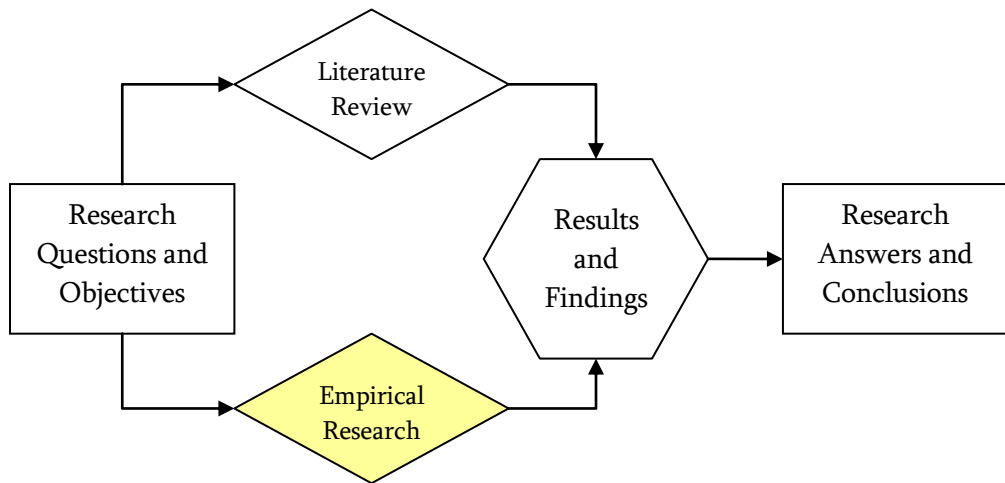 Literature
Review
Research
Questions and
Objectives
Results
and
Findings
Research
Answers and
Conclusions
Empirical
Research